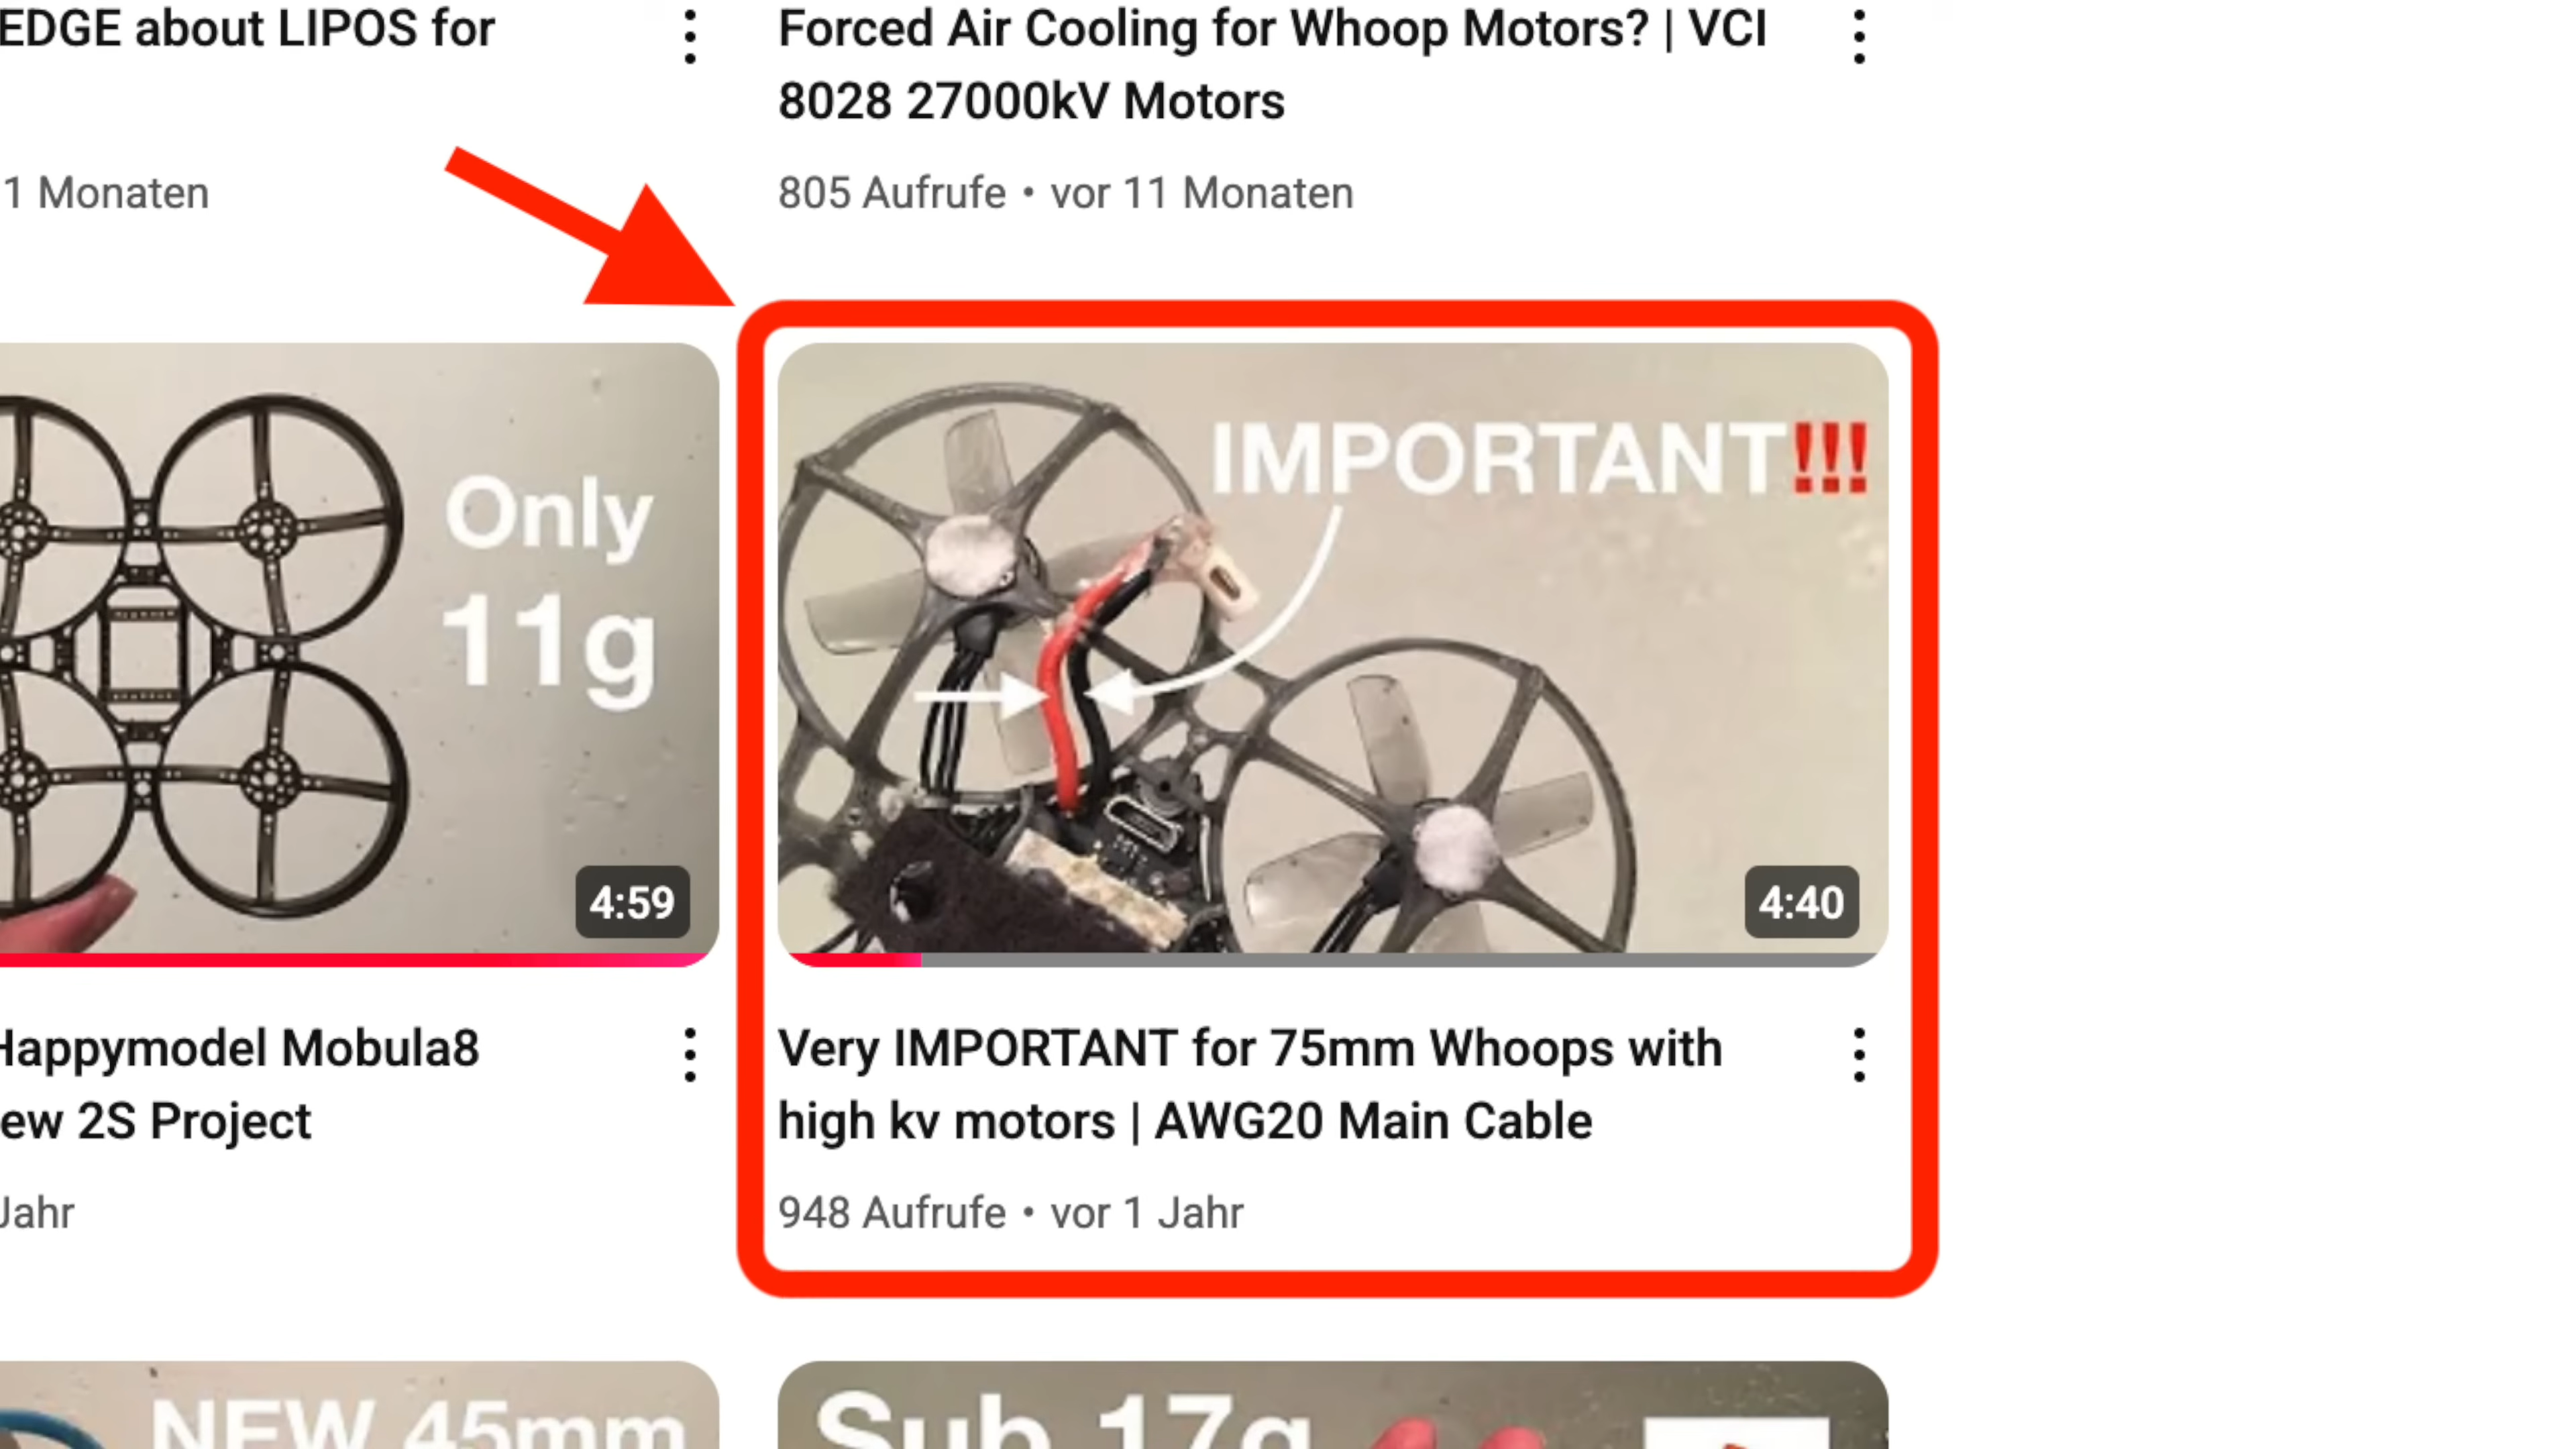 EDGE about LIPOS for
1 Monaten
Forced Air Cooling for Whoop Motors? | VCI
8028 27000kV Motors
805 Aufrufe • vor 11 Monaten
Only
11g
4:59
Happymodel Mobula8
ew 2S Project
Jahr
IMPORTANT!!!
4:40
Very IMPORTANT for 75mm Whoops with
high kv motors | AWG20 Main Cable
948 Aufrufe • vor 1 Jahr
NEW 45mm
Sub 17g